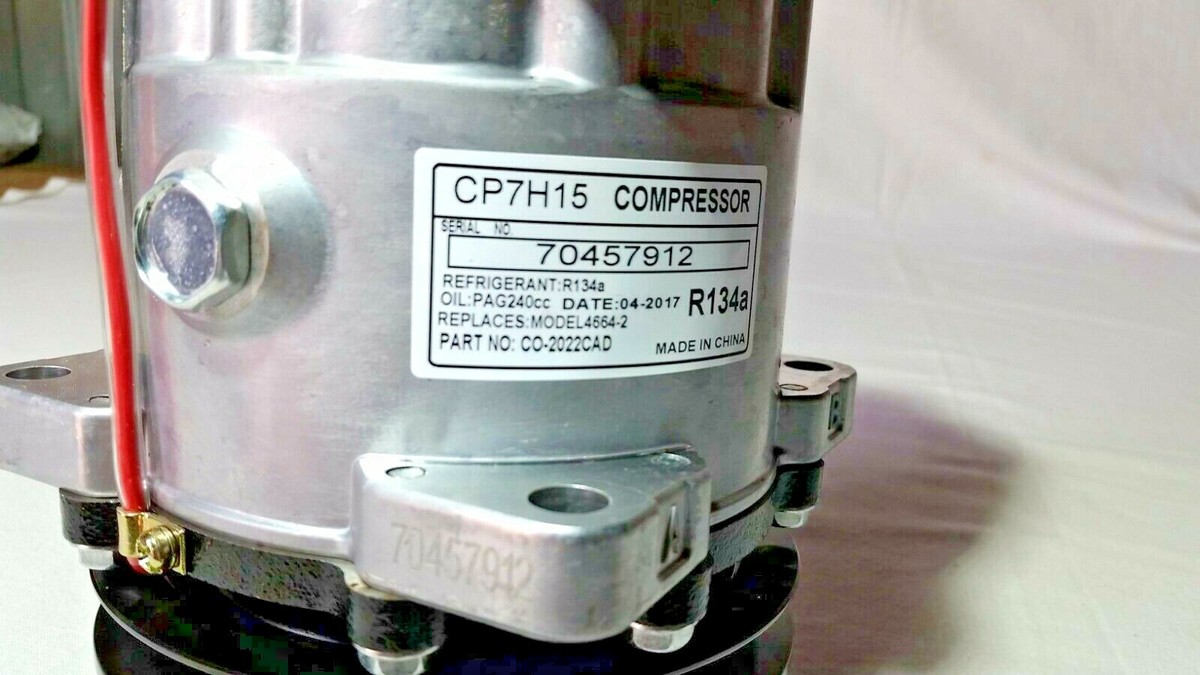 CP7H15 COMPRESSOR
SERIAL NO.
70457912
REFRIGERANT:R134a
OIL:PAG240cc DATE:04-2017 R134a
REPLACES:MODEL4664-2
PART NO: CO-2022CAD MADE IN CHINA
70457912
A